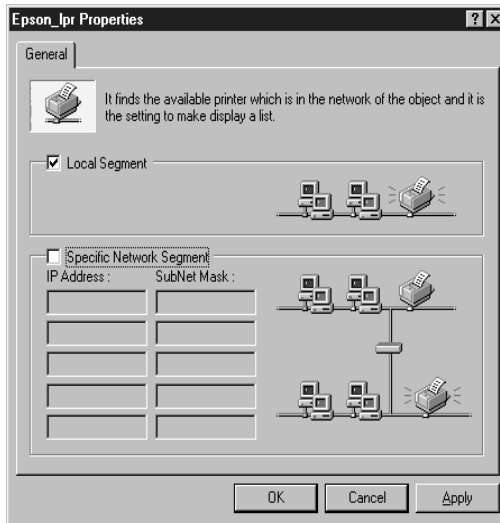 Epson_lpr Properties
General
It finds the available printer which is in the network of the object and it is
the setting to make display a list.
Local Segment
Specific Network Segment
IP Address : SubNet Mask :
OK Cancel Apply